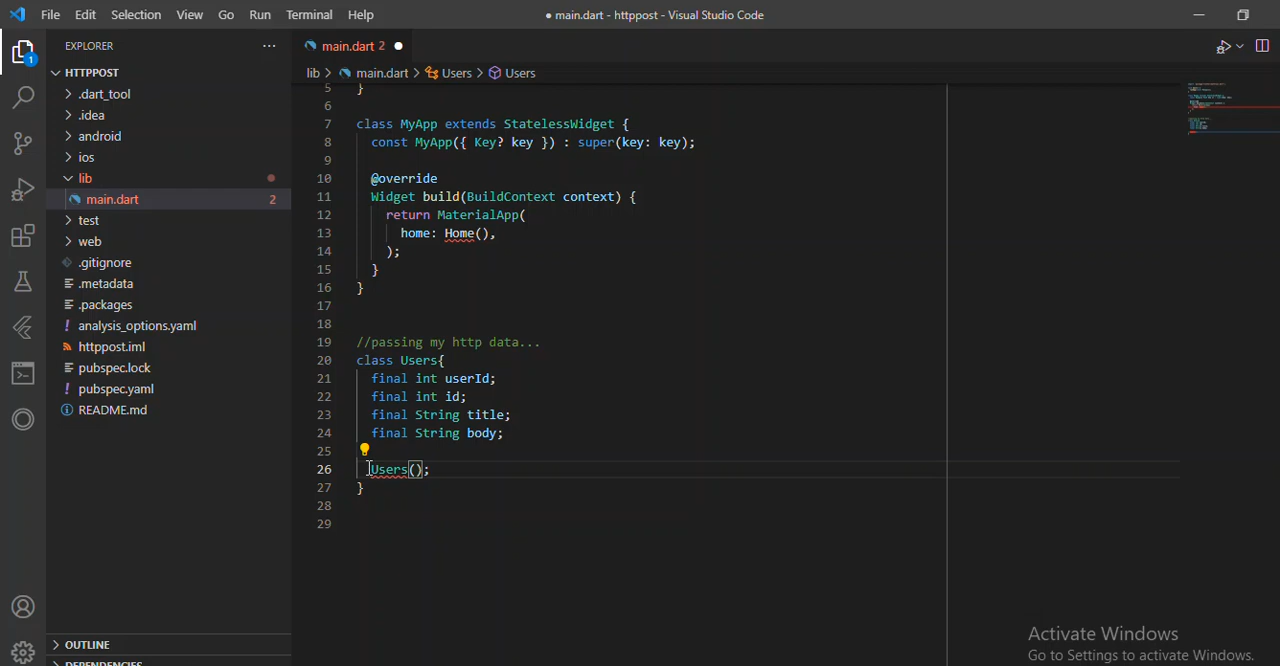 File Edit Selection View Go Run Terminal Help
● main.dart - httppost - Visual Studio Code
1
EXPLORER
HTTPPOST
.dart_tool
.idea
android
ios
lib
main.dart 2
test
web
.gitignore
.metadata
.packages
! analysis_options.yaml
httppost.iml
pubspec.lock
! pubspec.yaml
README.md
OUTLINE
DEPENDENCIES
main.dart 2
lib > main.dart > Users > Users
5 }
6
7 class MyApp extends StatelessWidget {
8 const MyApp({ Key? key }) : super(key: key);
9
10 @override
11 Widget build(BuildContext context) {
12 return MaterialApp(
13 home: Home(),
14 );
15 }
16 }
17
18
19 //passing my http data...
20 class Users{
21 final int userId;
22 final int id;
23 final String title;
24 final String body;
25
26 Users();
27 }
28
29
Activate Windows
Go to Settings to activate Windows.